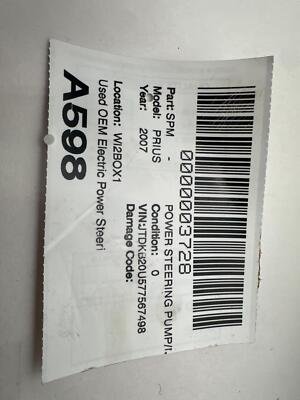 0000003728
Part: SPM - POWER STEERING PUMP/
Model: PRIUS Condition: 0
Year: 2007 VIN:JTDKB20U577567498
Damage Code:
Location: WI2BOX1
Used OEM Electric Power Steeri
A598